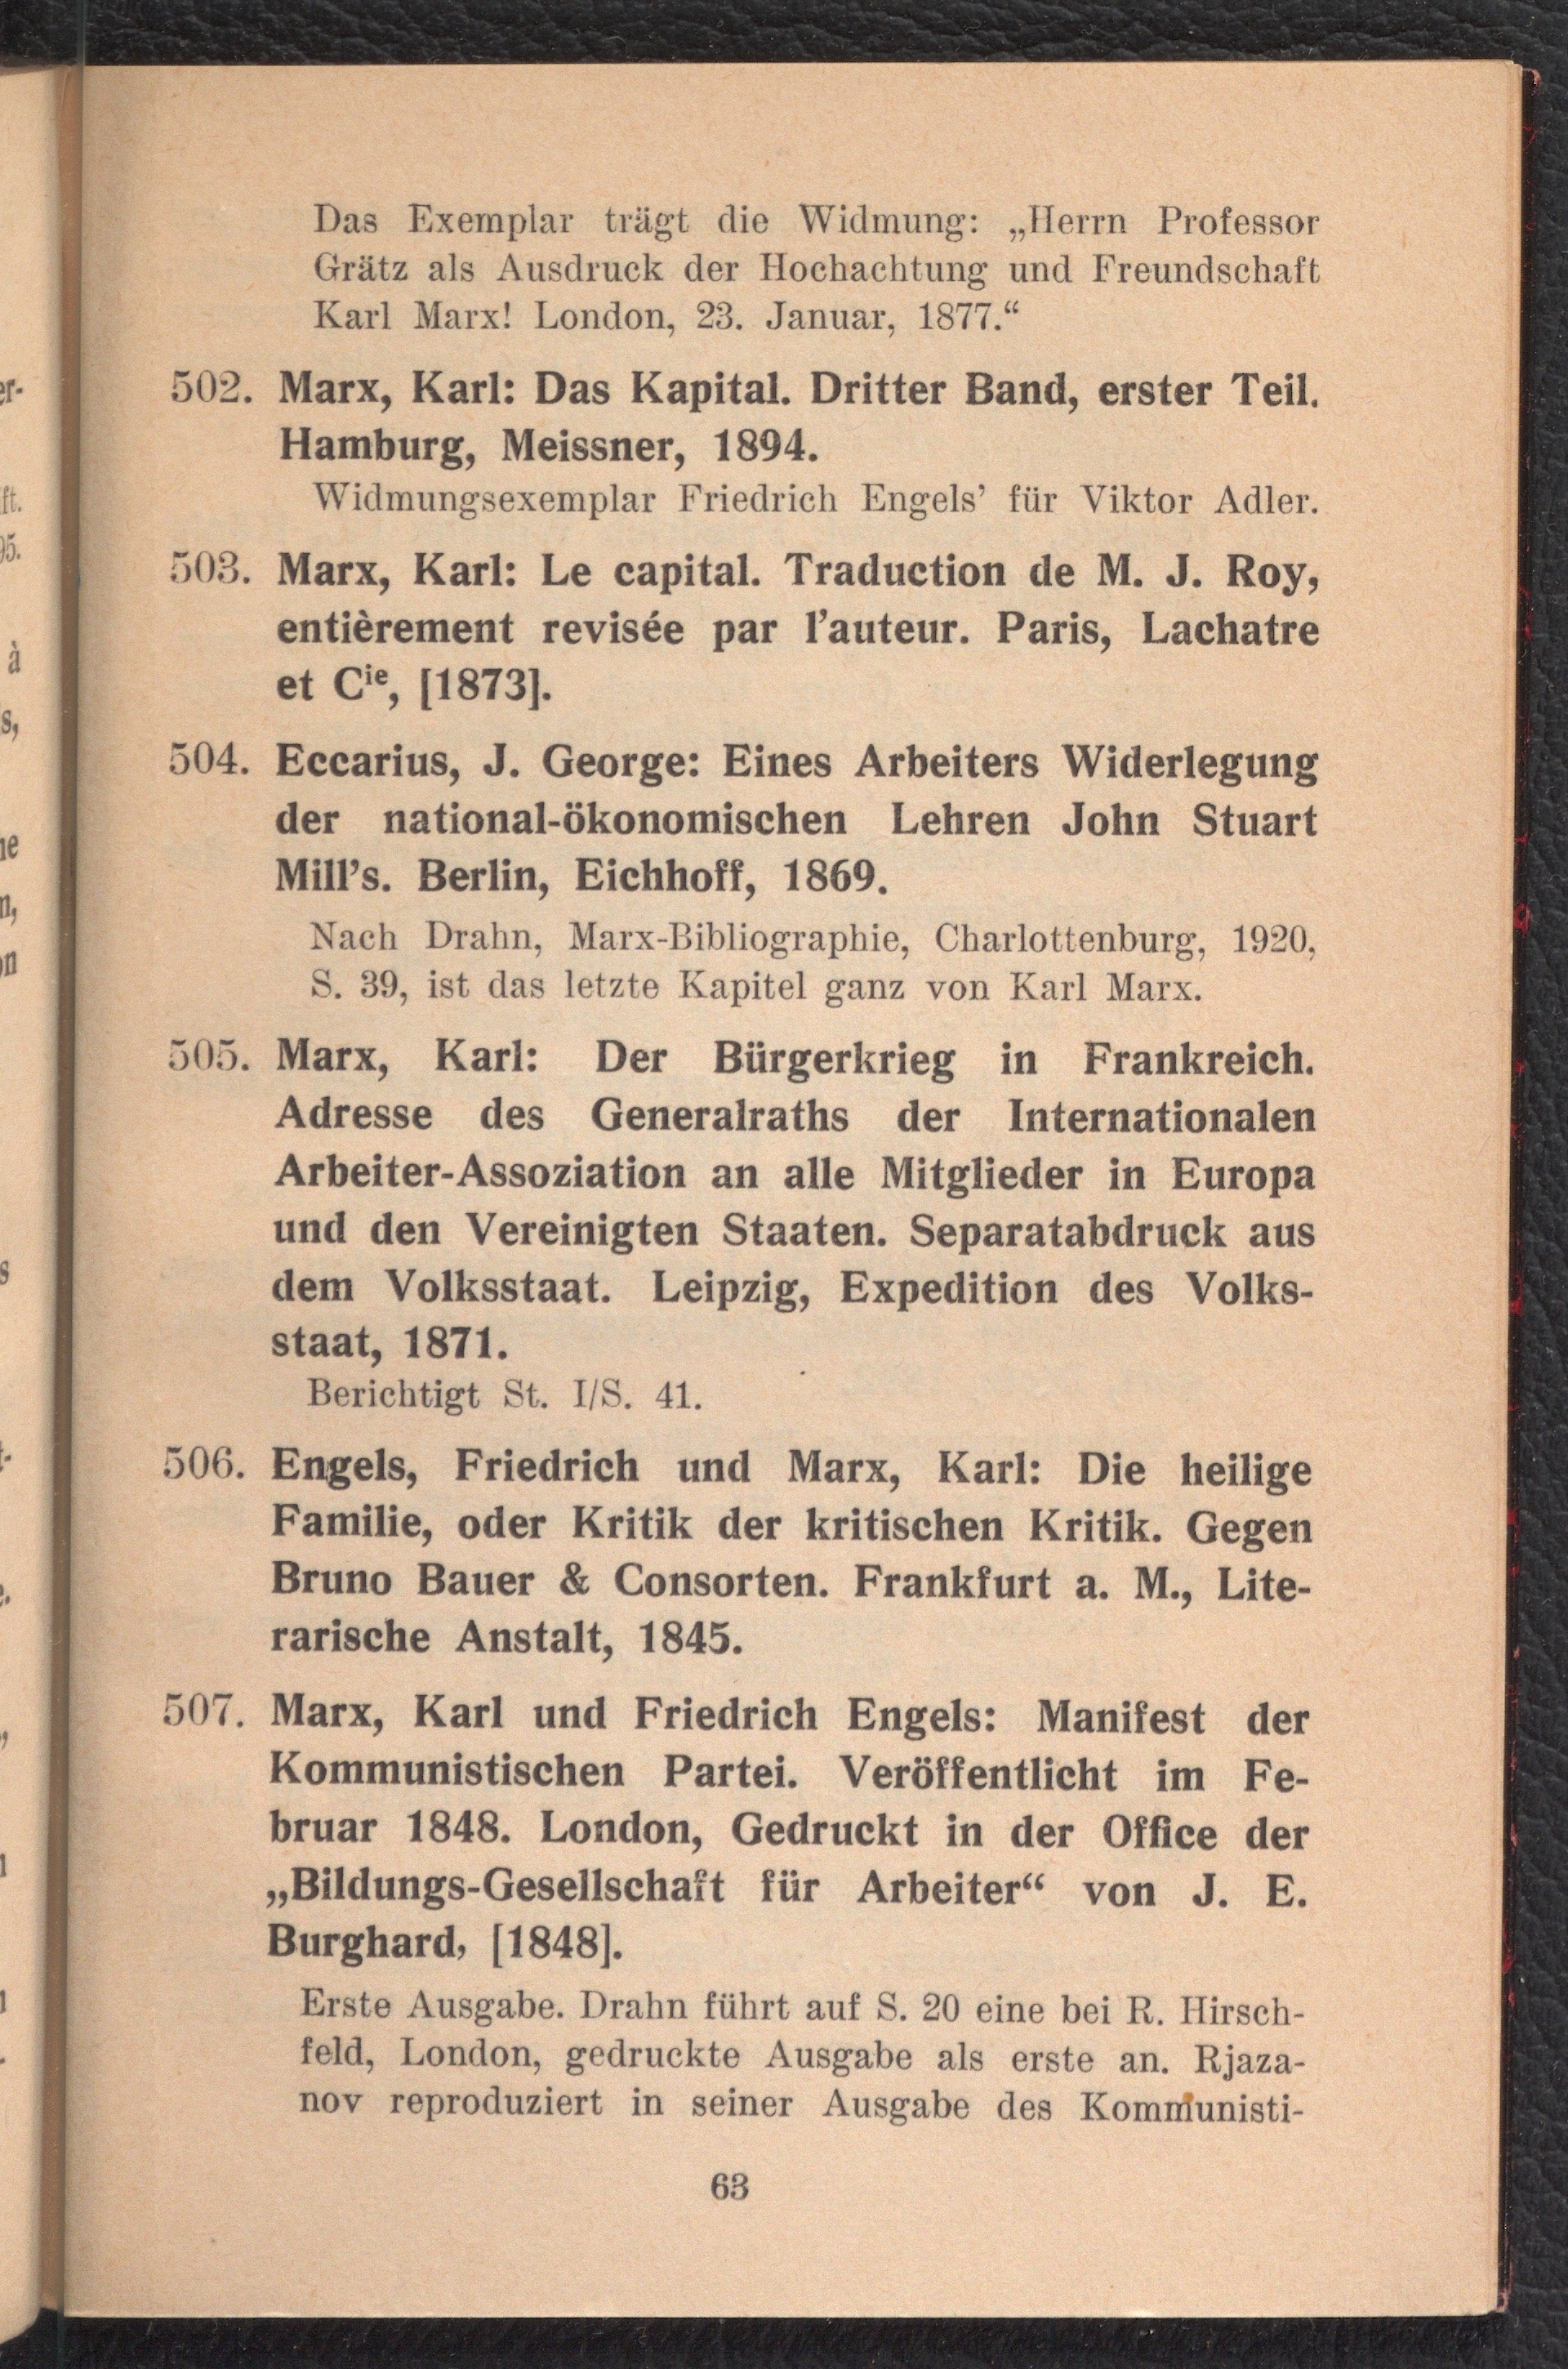 Das Exemplar trägt die Widmung: „Herrn Professor
Grätz als Ausdruck der Hochachtung und Freundschaft
Karl Marx! London, 23. Januar, 1877.“
502. Marx, Karl: Das Kapital. Dritter Band, erster Teil.
Hamburg, Meissner, 1894.
Widmungsexemplar Friedrich Engels’ für Viktor Adler.
503. Marx, Karl: Le capital. Traduction de M. J. Roy,
entièrement revisée par l’auteur. Paris, Lachatre
et Cie, [1873].
504. Eccarius, J. George: Eines Arbeiters Widerlegung
der national-ökonomischen Lehren John Stuart
Mill’s. Berlin, Eichhoff, 1869.
Nach Drahn, Marx-Bibliographie, Charlottenburg, 1920,
S. 39, ist das letzte Kapitel ganz von Karl Marx.
505. Marx, Karl: Der Bürgerkrieg in Frankreich.
Adresse des Generalraths der Internationalen
Arbeiter-Assoziation an alle Mitglieder in Europa
und den Vereinigten Staaten. Separatabdruck aus
dem Volksstaat. Leipzig, Expedition des Volks-
staat, 1871.
Berichtigt St. I/S. 41.
506. Engels, Friedrich und Marx, Karl: Die heilige
Familie, oder Kritik der kritischen Kritik. Gegen
Bruno Bauer & Consorten. Frankfurt a. M., Lite-
rarische Anstalt, 1845.
507. Marx, Karl und Friedrich Engels: Manifest der
Kommunistischen Partei. Veröffentlicht im Fe-
bruar 1848. London, Gedruckt in der Office der
„Bildungs-Gesellschaft für Arbeiter“ von J. E.
Burghard, [1848].
Erste Ausgabe. Drahn führt auf S. 20 eine bei R. Hirsch-
feld, London, gedruckte Ausgabe als erste an. Rjaza-
nov reproduziert in seiner Ausgabe des Kommunisti-
63